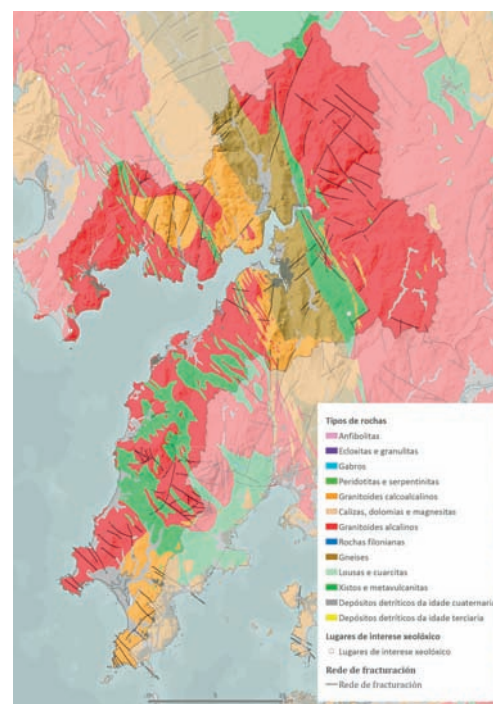 Tipos de rochas
Anfibolitas
Ecloxitas e granulitas
Gabros
Peridotitas e serpentinitas
Granitoides calcoalcalinos
Calizas, dolomias e magnesitas
Granitoides alcalinos
Rochas filonianas
Gneises
Lousas e cuarcitas
Xistos e metavulcanitas
Depósitos detríticos da idade cuaternaria
Depósitos detríticos da idade terciaria
Lugares de interese xeolóxico
Lugares de interese xeolóxico
Rede de fracturación
Rede de fracturación